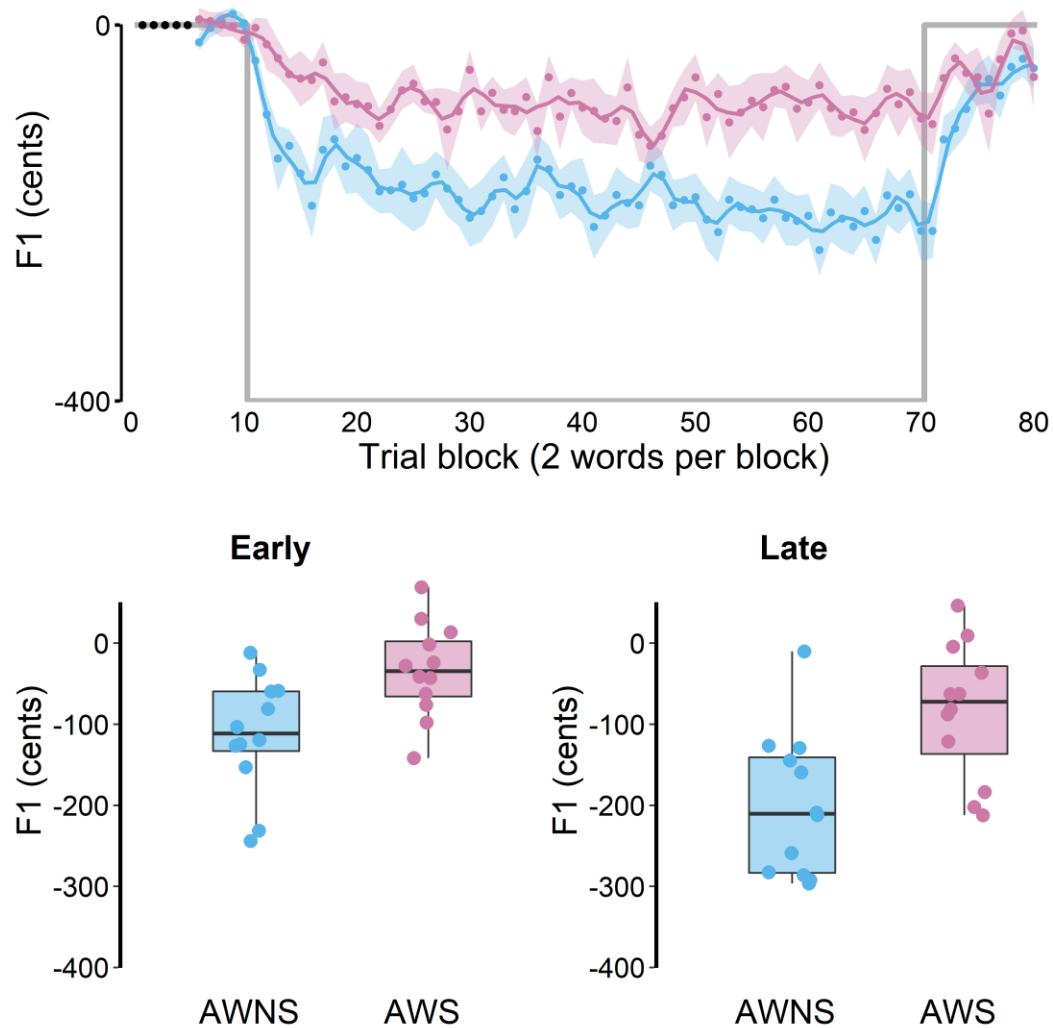 0
F1 (cents)
-400
0 10 20 30 40 50 60 70 80
Trial block (2 words per block)
Early
Late
0
-100
-200
-300
-400
F1 (cents)
AWNS AWS
0
-100
-200
-300
-400
F1 (cents)
AWNS AWS